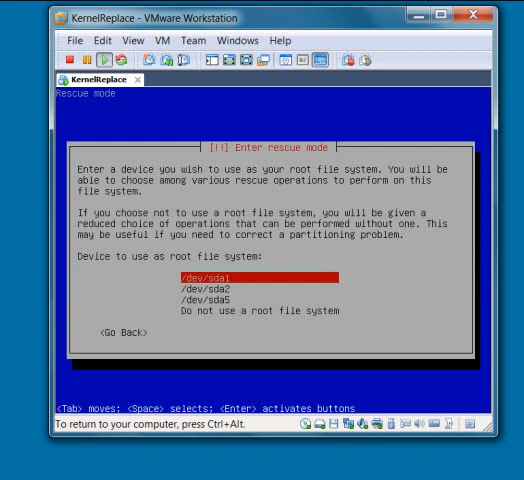 KernelReplace - VMware Workstation
File Edit View VM Team Windows Help
KernelReplace
Rescue mode
[!!] Enter rescue mode
Enter a device you wish to use as your root file system. You will be
able to choose among various rescue operations to perform on this
file system.
If you choose not to use a root file system, you will be given a
reduced choice of operations that can be performed without one. This
may be useful if you need to correct a partitioning problem.
Device to use as root file system:
/dev/sda1
/dev/sda2
/dev/sda5
Do not use a root file system
<Go Back>
<Tab> moves; <Space> selects; <Enter> activates buttons
To return to your computer, press Ctrl+Alt.